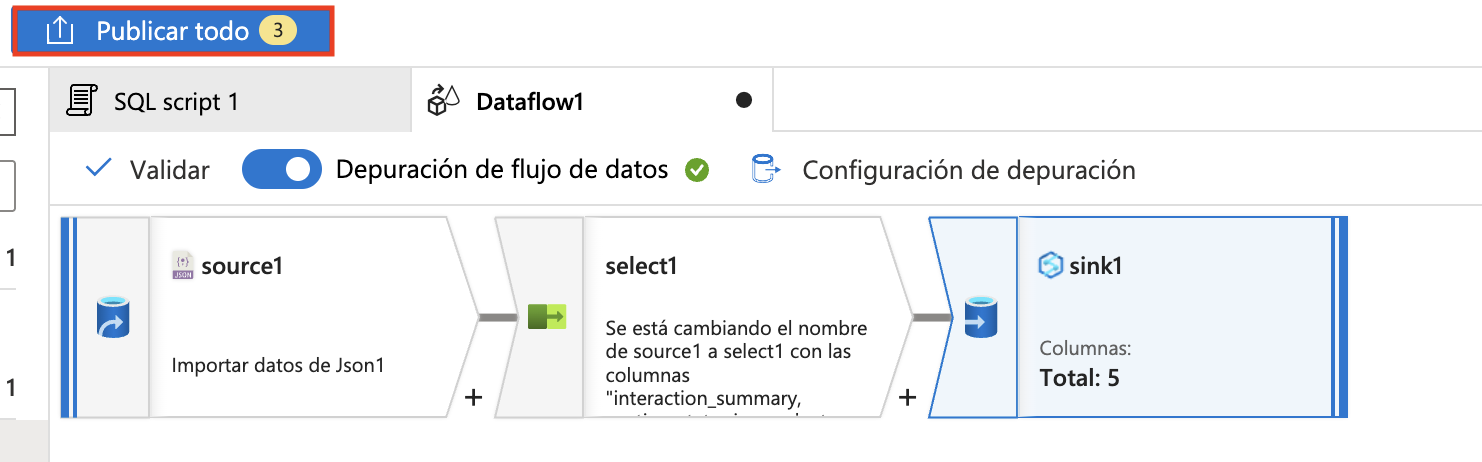 Publicar todo 3
SQL script 1
Dataflow1
Validar
Depuración de flujo de datos
Configuración de depuración
1
1
JSON
source1
Importar datos de Json1
select1
Se está cambiando el nombre
de source1 a select1 con las
columnas
"interaction_summary,
sink1
Columnas:
Total: 5